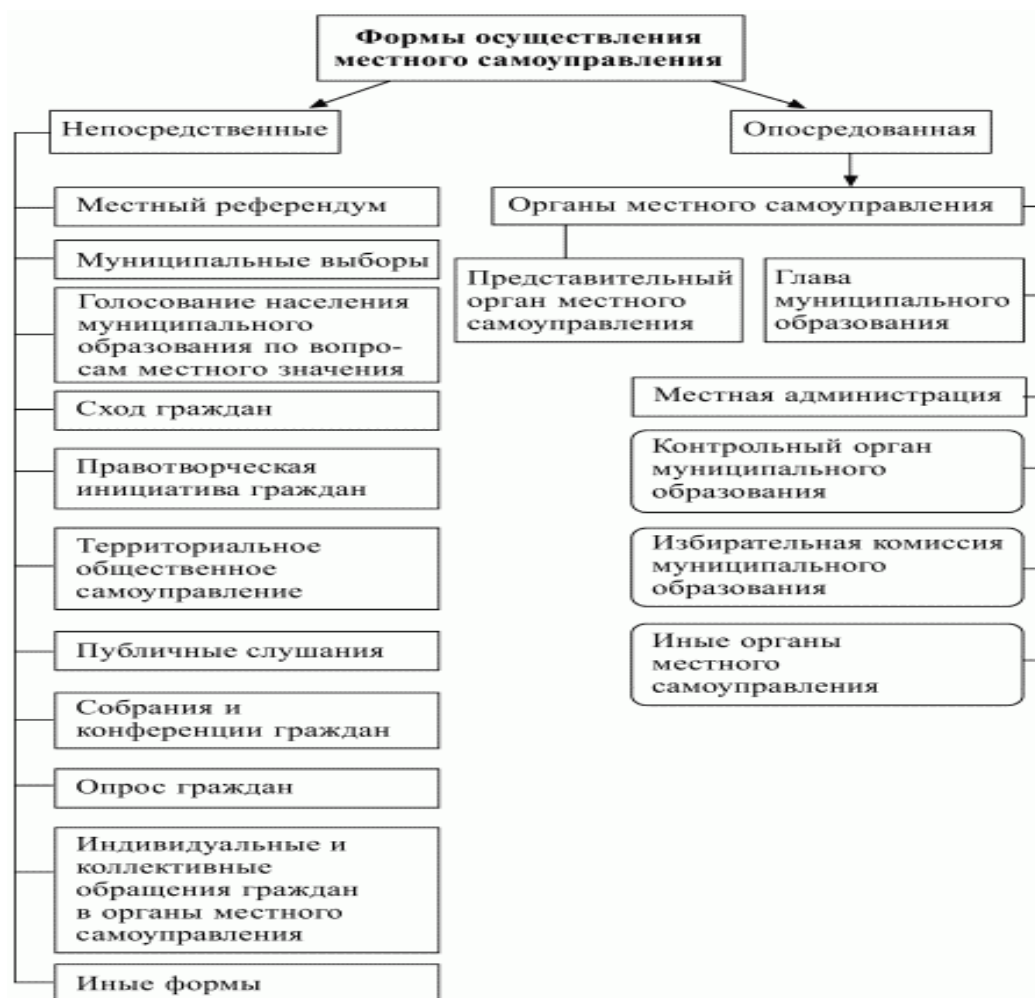 Формы осуществления
местного самоуправления
Непосредственные
Местный референдум
Муниципальные выборы
Голосование населения
муниципального
образования по вопро-
сам местного значения
Сход граждан
Правотворческая
инициатива граждан
Территориальное
общественное
самоуправление
Публичные слушания
Собрания и
конференции граждан
Опрос граждан
Индивидуальные и
коллективные
обращения граждан
в органы местного
самоуправления
Иные формы
Опосредованная
Органы местного самоуправления
Представительный
орган местного
самоуправления
Глава
муниципального
образования
Местная администрация
Контрольный орган
муниципального
образования
Избирательная комиссия
муниципального
образования
Иные органы
местного
самоуправления